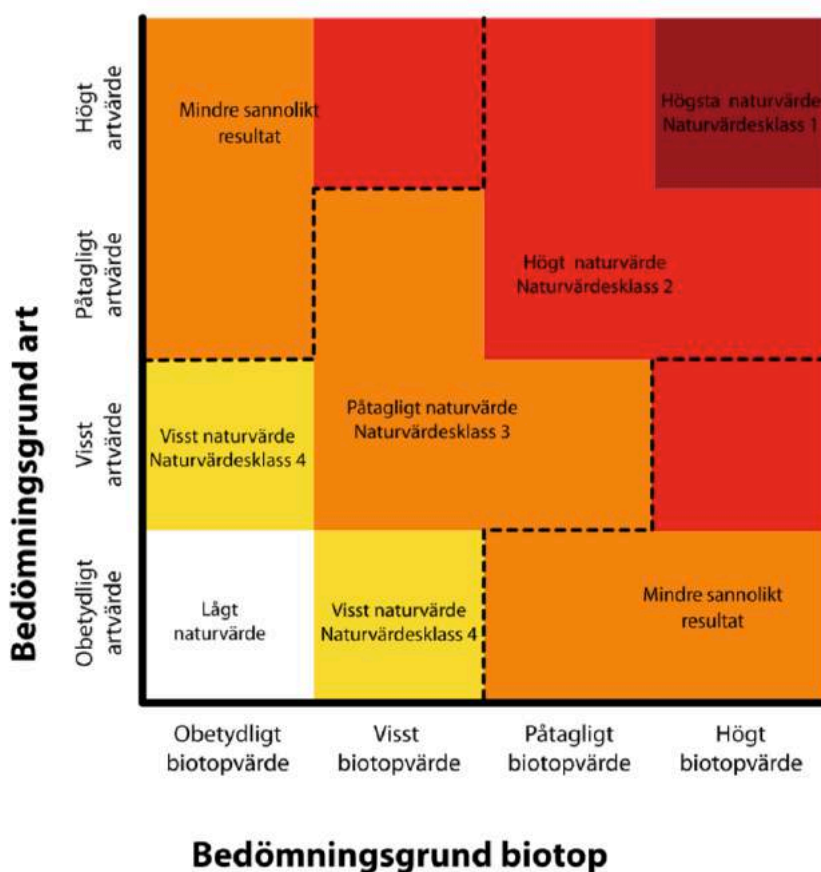 Bedömningsgrund art
Högt
artvärde
Påtagligt
artvärde
Visst
artvärde
Obetydligt
artvärde
Mindre sannolikt
resultat
Högsta naturvärde
Naturvärdesklass 1
Högt naturvärde
Naturvärdesklass 2
Påtagligt naturvärde
Naturvärdesklass 3
Visst naturvärde
Naturvärdesklass 4
Lågt
naturvärde
Visst naturvärde
Naturvärdesklass 4
Mindre sannolikt
resultat
Obetydligt
biotopvärde
Visst
biotopvärde
Påtagligt
biotopvärde
Högt
biotopvärde
Bedömningsgrund biotop